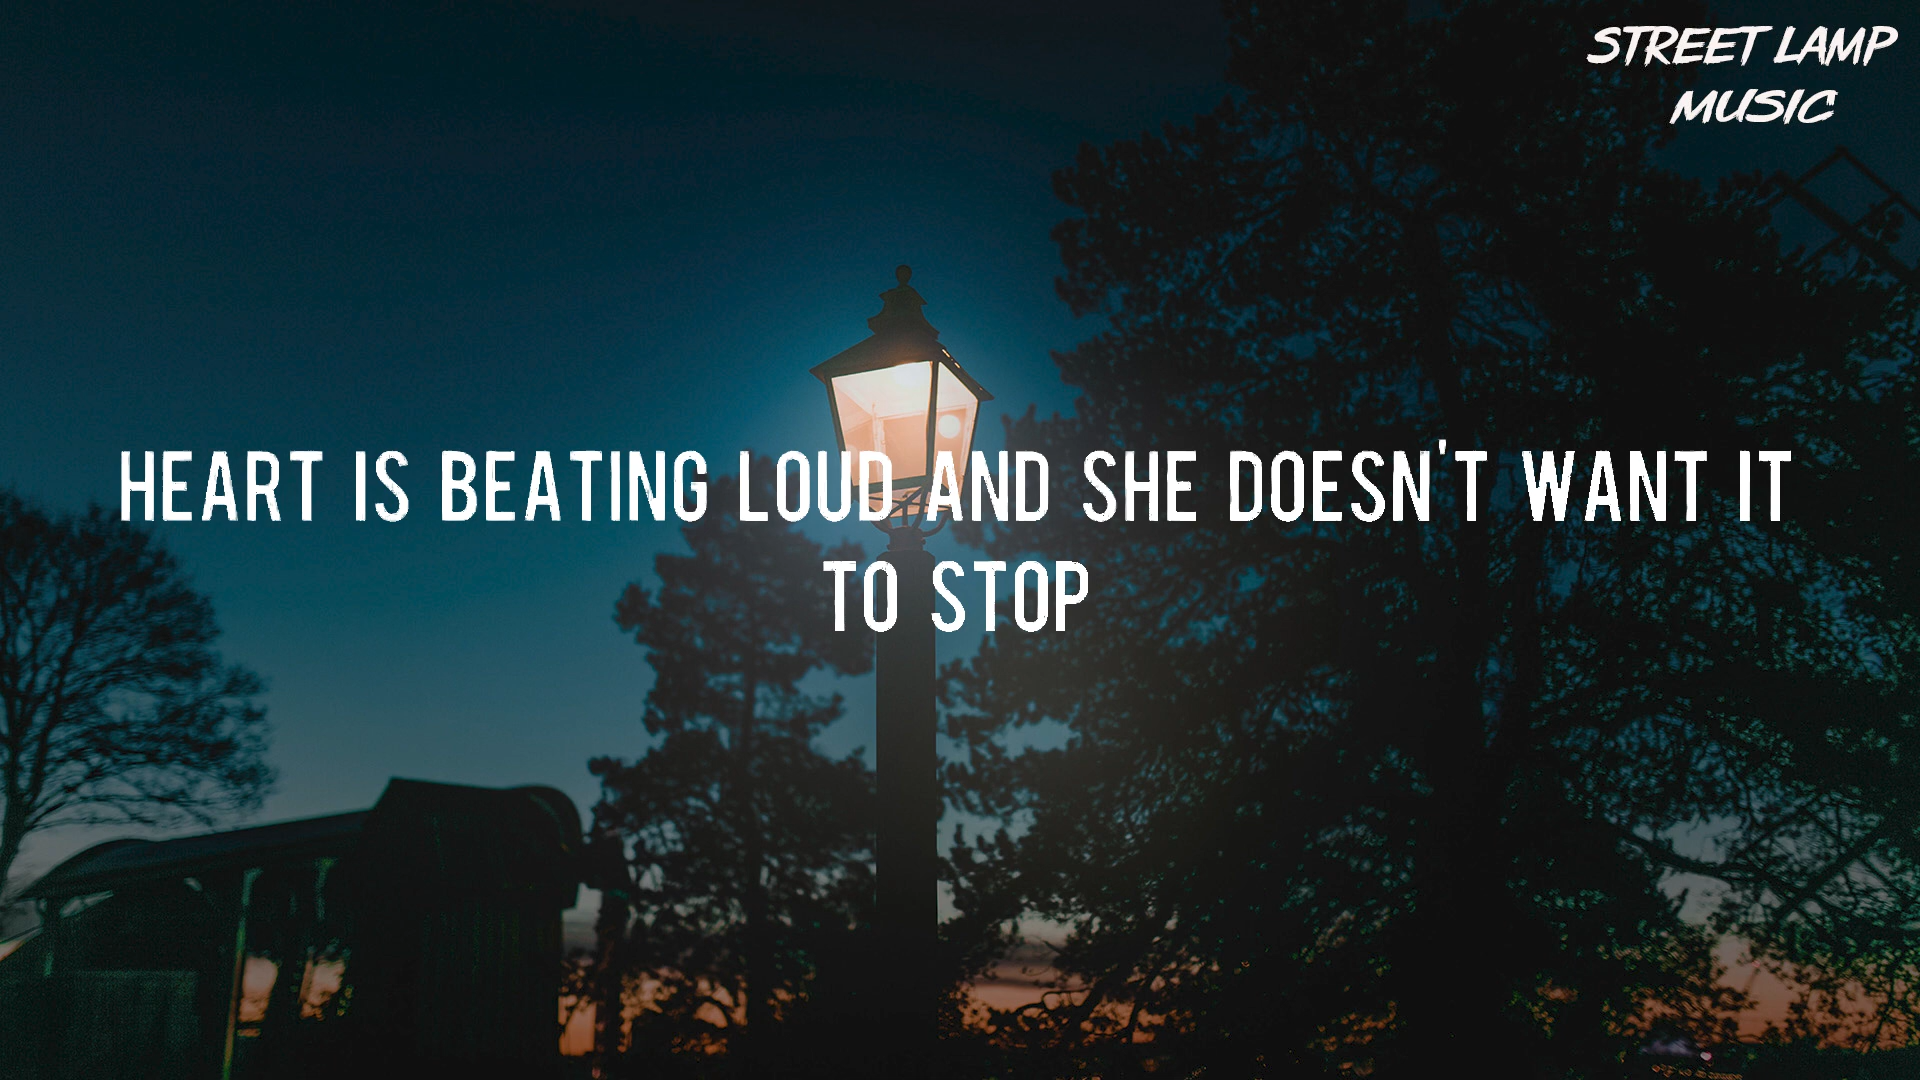 STREET LAMP
MUSIC
HEART IS BEATING LOUD AND SHE DOESN'T WANT IT
TO STOP